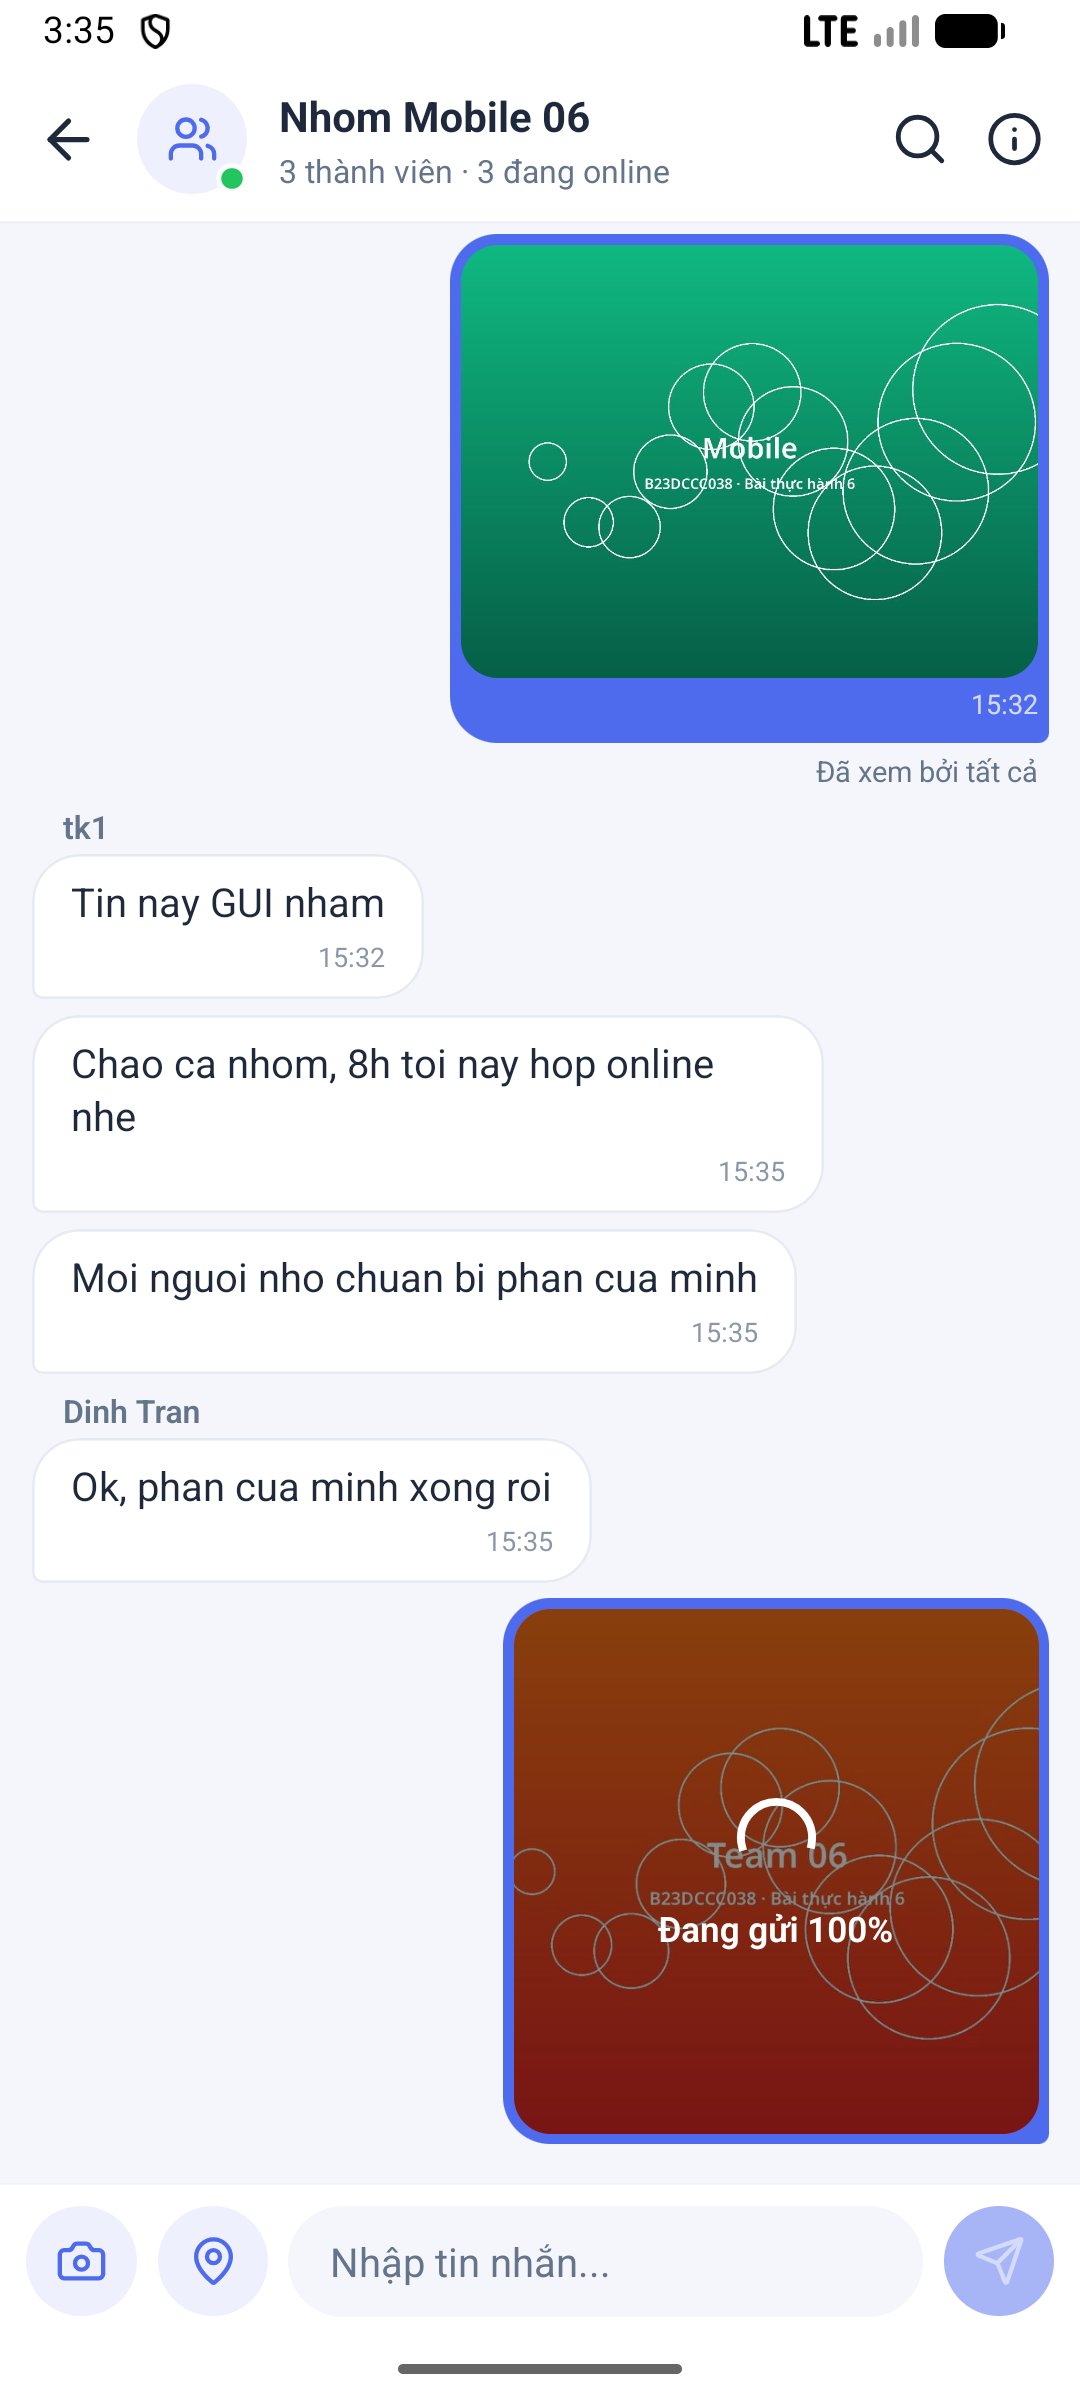 3:35
LTE
Nhom Mobile 06
3 thành viên · 3 đang online
Mobile
B23DCCC038 · Bài thực hành 6
15:32
Đã xem bởi tất cả
tk1
Tin nay GUI nham
15:32
Chao ca nhom, 8h toi nay hop online
nhe
15:35
Moi nguoi nho chuan bi phan cua minh
15:35
Dinh Tran
Ok, phan cua minh xong roi
15:35
Team 06
B23DCCC038 · Bài thực hành 6
Đang gửi 100%
Nhập tin nhắn...